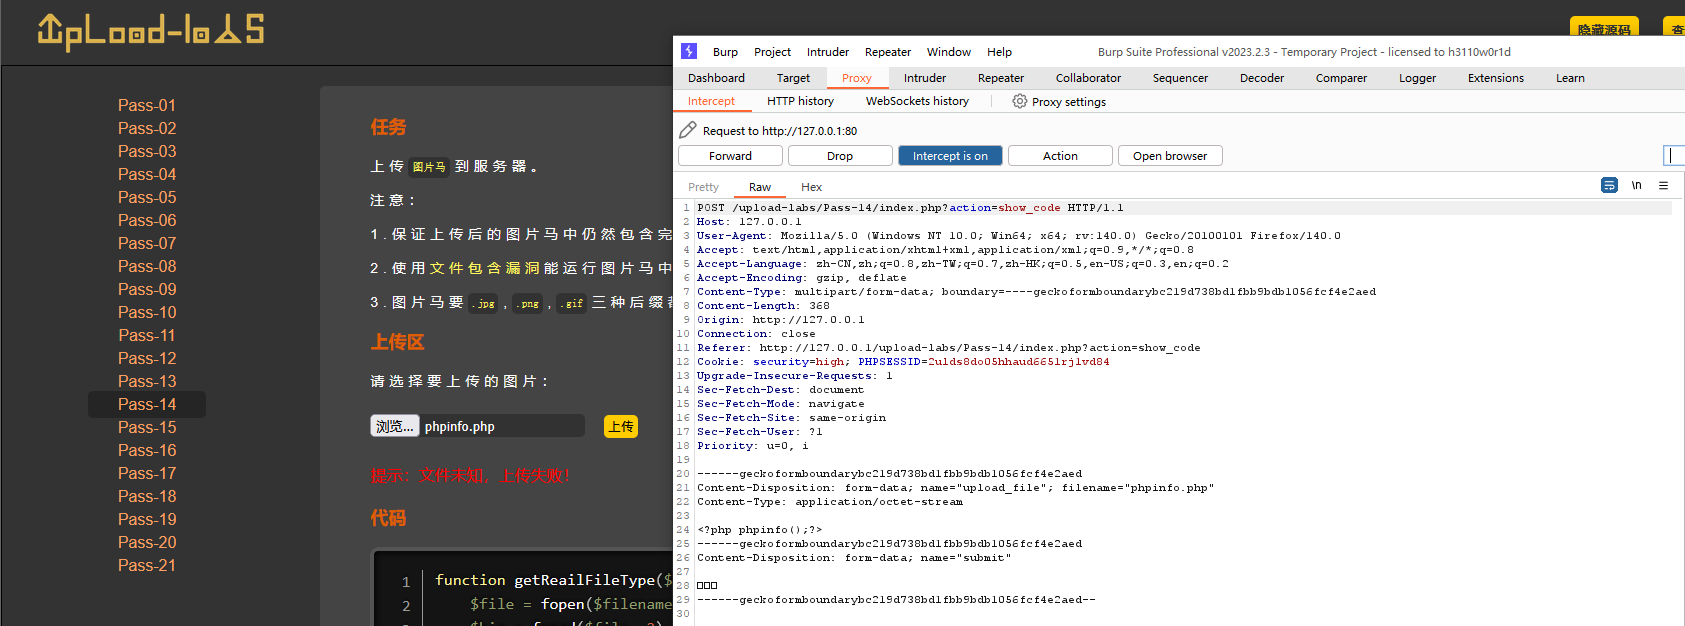 Upload-labs
隐藏源码
查
Pass-01
Pass-02
Pass-03
Pass-04
Pass-05
Pass-06
Pass-07
Pass-08
Pass-09
Pass-10
Pass-11
Pass-12
Pass-13
Pass-14
Pass-15
Pass-16
Pass-17
Pass-18
Pass-19
Pass-20
Pass-21
任务
上传 图片马 到服务器。
注意:
1.保证上传后的图片马中仍然包含完
2.使用文件包含漏洞能运行图片马中
3.图片马要 .jpg , .png , .gif 三种后缀
上传区
请选择要上传的图片:
浏览... phpinfo.php 上传
提示: 文件未知, 上传失败!
代码
1 function getReailFileType($
2 $file = fopen($filename
Burp Project Intruder Repeater Window Help Burp Suite Professional v2023.2.3 - Temporary Project - licensed to h3110w0r1d
Dashboard Target Proxy Intruder Repeater Collaborator Sequencer Decoder Comparer Logger Extensions Learn
Intercept HTTP history WebSockets history Proxy settings
Request to http://127.0.0.1:80
Forward Drop Intercept is on Action Open browser
Pretty Raw Hex \n
1 POST /upload-labs/Pass-14/index.php?action=show_code HTTP/1.1
2 Host: 127.0.0.1
3 User-Agent: Mozilla/5.0 (Windows NT 10.0; Win64; x64; rv:140.0) Gecko/20100101 Firefox/140.0
4 Accept: text/html,application/xhtml+xml,application/xml;q=0.9,*/*;q=0.8
5 Accept-Language: zh-CN,zh;q=0.8,zh-TW;q=0.7,zh-HK;q=0.5,en-US;q=0.3,en;q=0.2
6 Accept-Encoding: gzip, deflate
7 Content-Type: multipart/form-data; boundary=----geckoformboundarybc219d738bd1fbb9bdb1056fcf4e2aed
8 Content-Length: 368
9 Origin: http://127.0.0.1
10 Connection: close
11 Referer: http://127.0.0.1/upload-labs/Pass-14/index.php?action=show_code
12 Cookie: security=high; PHPSESSID=2ulds8do05hhaud6651rjlvd84
13 Upgrade-Insecure-Requests: 1
14 Sec-Fetch-Dest: document
15 Sec-Fetch-Mode: navigate
16 Sec-Fetch-Site: same-origin
17 Sec-Fetch-User: ?1
18 Priority: u=0, i
19
20 ------geckoformboundarybc219d738bd1fbb9bdb1056fcf4e2aed
21 Content-Disposition: form-data; name="upload_file"; filename="phpinfo.php"
22 Content-Type: application/octet-stream
23
24 <?php phpinfo();?>
25 ------geckoformboundarybc219d738bd1fbb9bdb1056fcf4e2aed
26 Content-Disposition: form-data; name="submit"
27
28 □□□
29 ------geckoformboundarybc219d738bd1fbb9bdb1056fcf4e2aed--
30